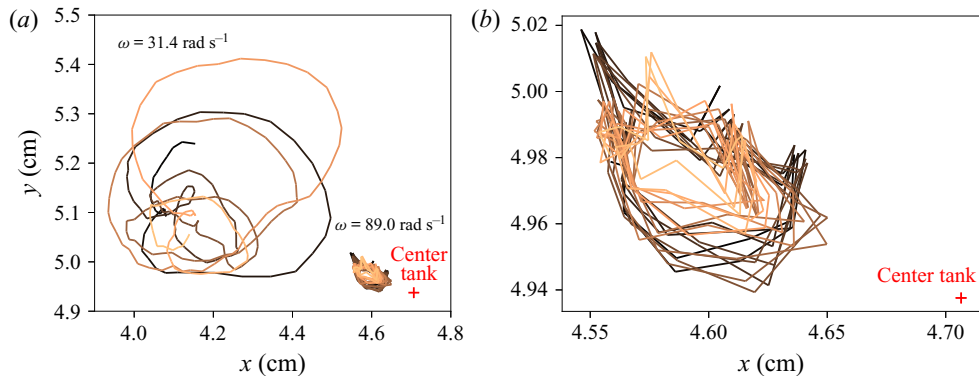 (a)
5.5
5.4
5.3
5.2
5.1
5.0
4.9
y (cm)
ω = 31.4 rad s⁻¹
ω = 89.0 rad s⁻¹
Center
tank
4.0
4.2
4.4
4.6
4.8
x (cm)
(b)
5.02
5.00
4.98
4.96
4.94
Center tank
4.55
4.60
4.65
4.70
x (cm)